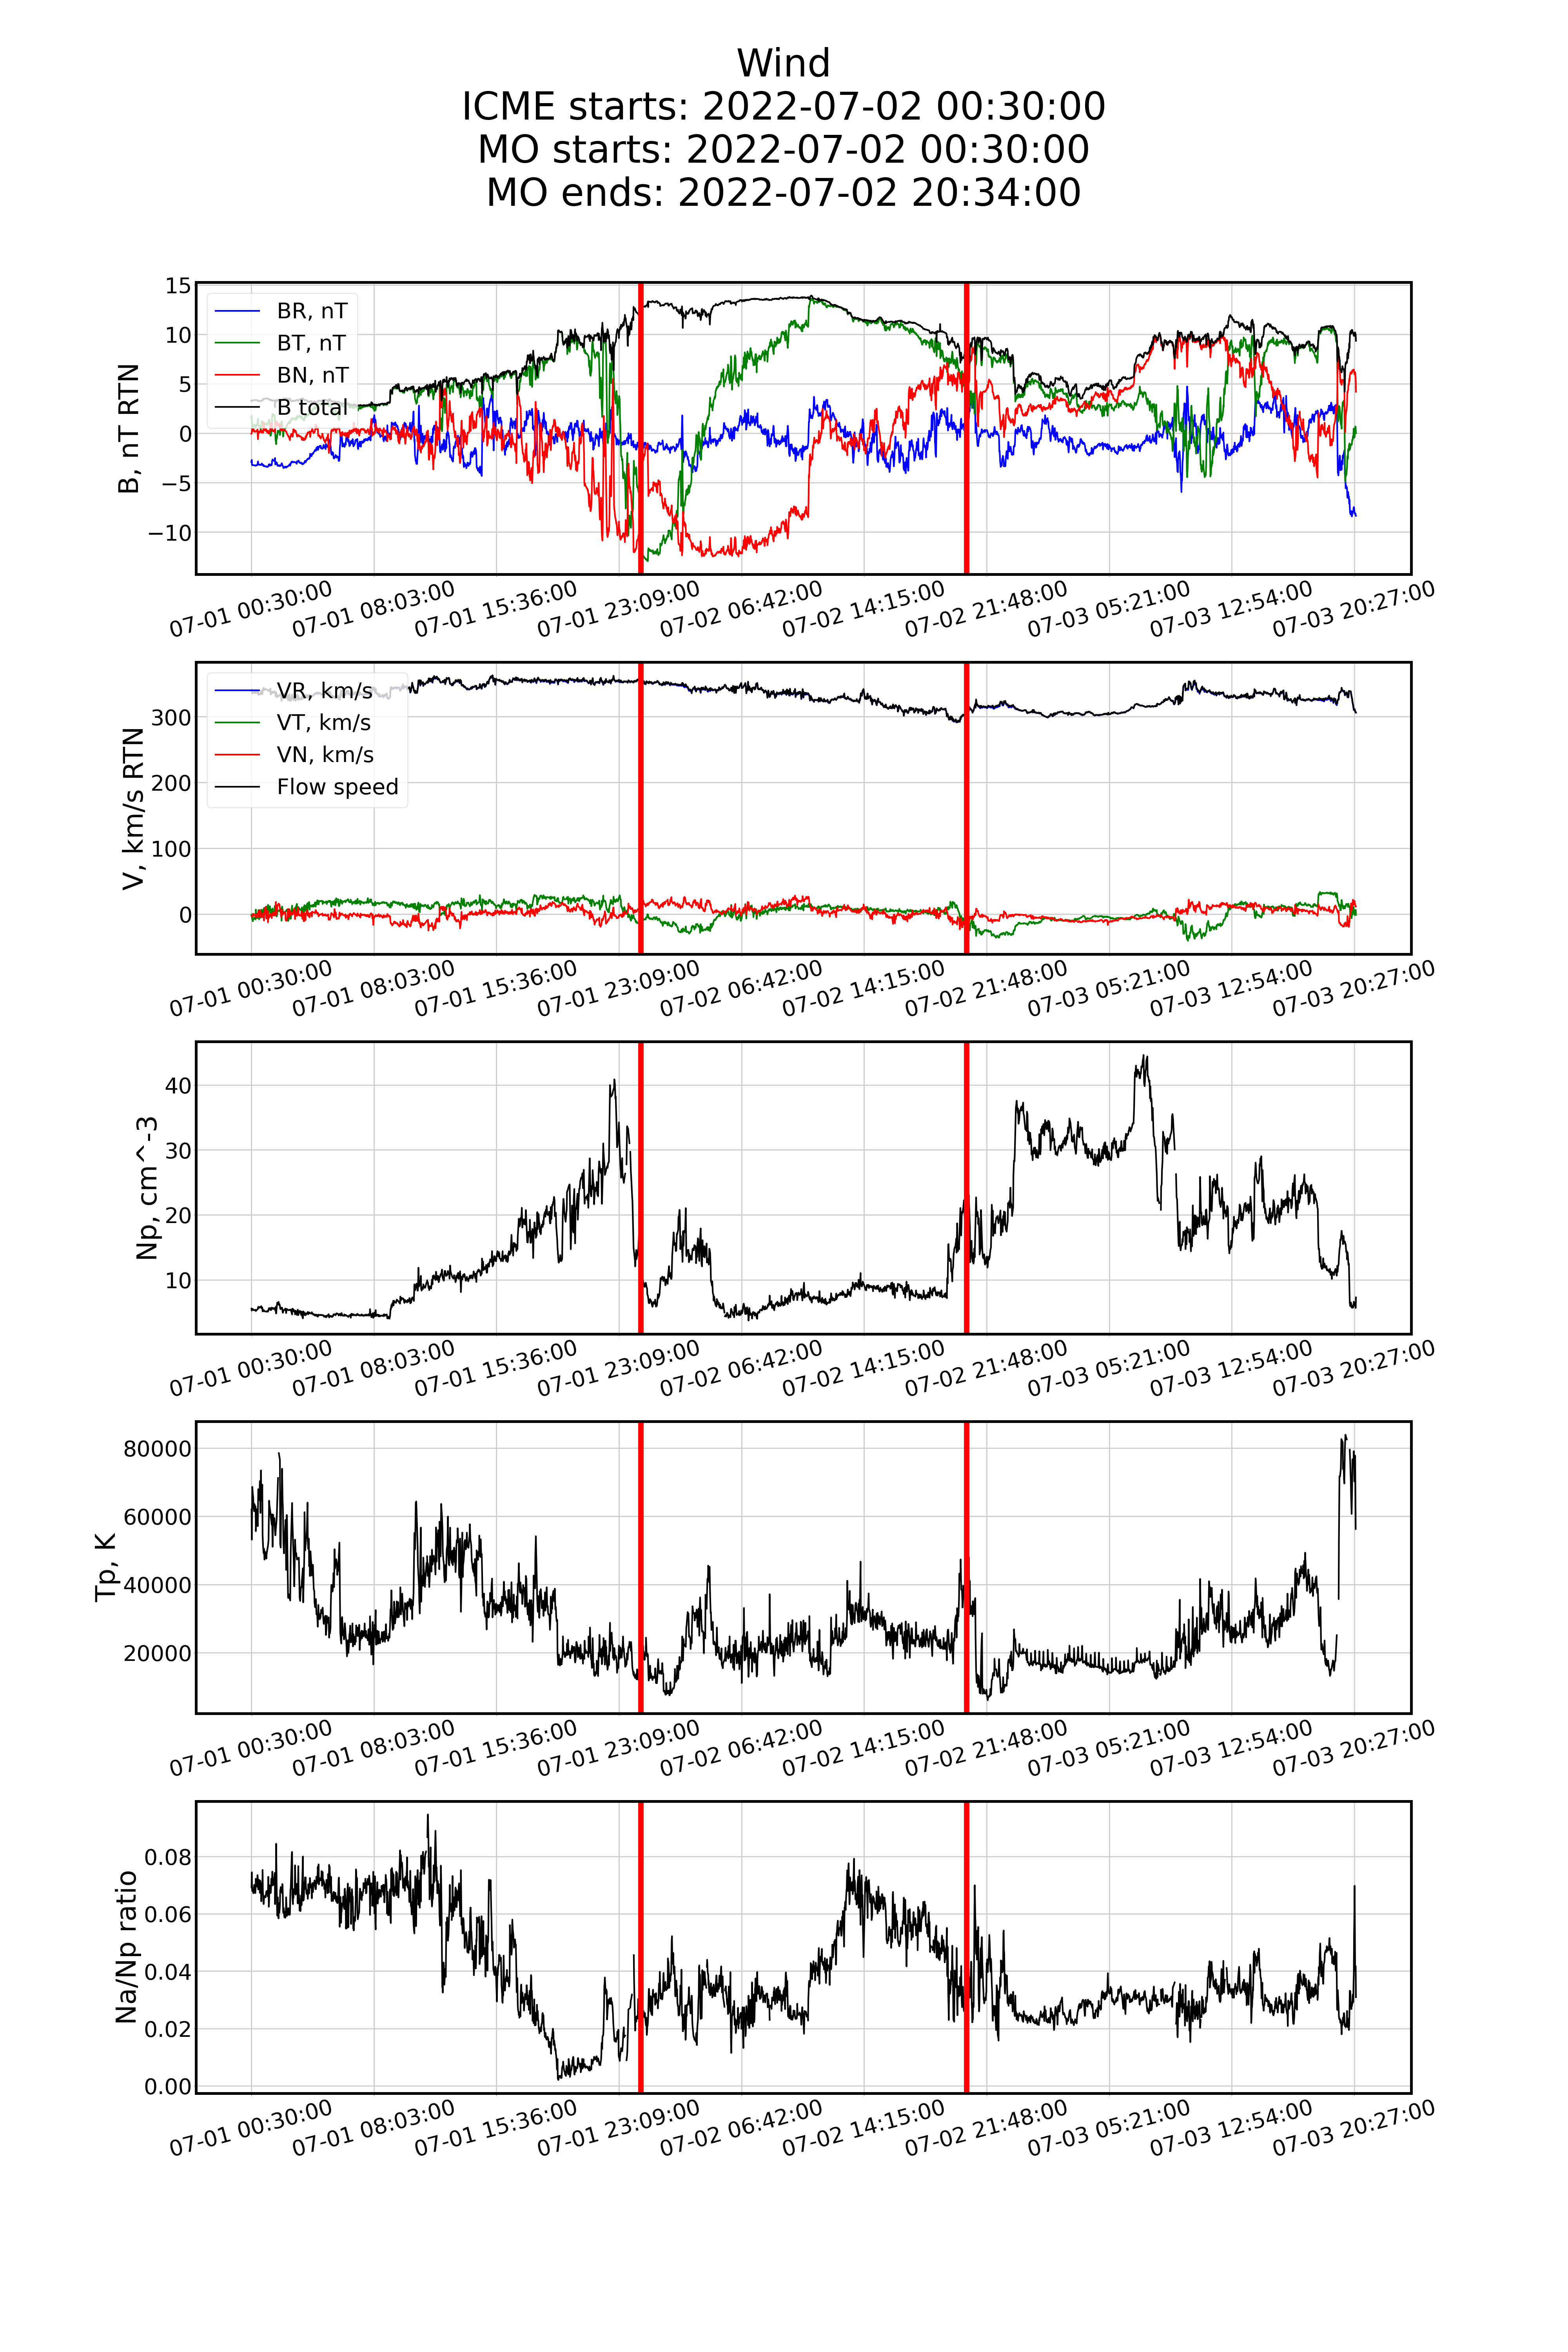 Wind
ICME starts: 2022-07-02 00:30:00
MO starts: 2022-07-02 00:30:00
MO ends: 2022-07-02 20:34:00
B, nT RTN
15
10
5
0
−5
−10
BR, nT
BT, nT
BN, nT
B total
07-01 00:30:00 07-01 08:03:00 07-01 15:36:00 07-01 23:09:00 07-02 06:42:00 07-02 14:15:00 07-02 21:48:00 07-03 05:21:00 07-03 12:54:00 07-03 20:27:00
V, km/s RTN
300
200
100
0
VR, km/s
VT, km/s
VN, km/s
Flow speed
07-01 00:30:00 07-01 08:03:00 07-01 15:36:00 07-01 23:09:00 07-02 06:42:00 07-02 14:15:00 07-02 21:48:00 07-03 05:21:00 07-03 12:54:00 07-03 20:27:00
Np, cm^-3
40
30
20
10
07-01 00:30:00 07-01 08:03:00 07-01 15:36:00 07-01 23:09:00 07-02 06:42:00 07-02 14:15:00 07-02 21:48:00 07-03 05:21:00 07-03 12:54:00 07-03 20:27:00
Tp, K
80000
60000
40000
20000
07-01 00:30:00 07-01 08:03:00 07-01 15:36:00 07-01 23:09:00 07-02 06:42:00 07-02 14:15:00 07-02 21:48:00 07-03 05:21:00 07-03 12:54:00 07-03 20:27:00
Na/Np ratio
0.08
0.06
0.04
0.02
0.00
07-01 00:30:00 07-01 08:03:00 07-01 15:36:00 07-01 23:09:00 07-02 06:42:00 07-02 14:15:00 07-02 21:48:00 07-03 05:21:00 07-03 12:54:00 07-03 20:27:00